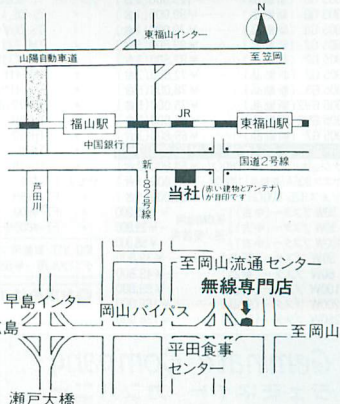 N
東福山インター
山陽自動車道
至笠岡
JR
福山駅
東福山駅
中国銀行
国道2号線
新182号線
芦田川
当社(赤い建物とアンテナが目印です)
至岡山流通センター
無線専門店
早島インター
岡山バイパス
至岡山
平田食事
センター
瀬戸大橋